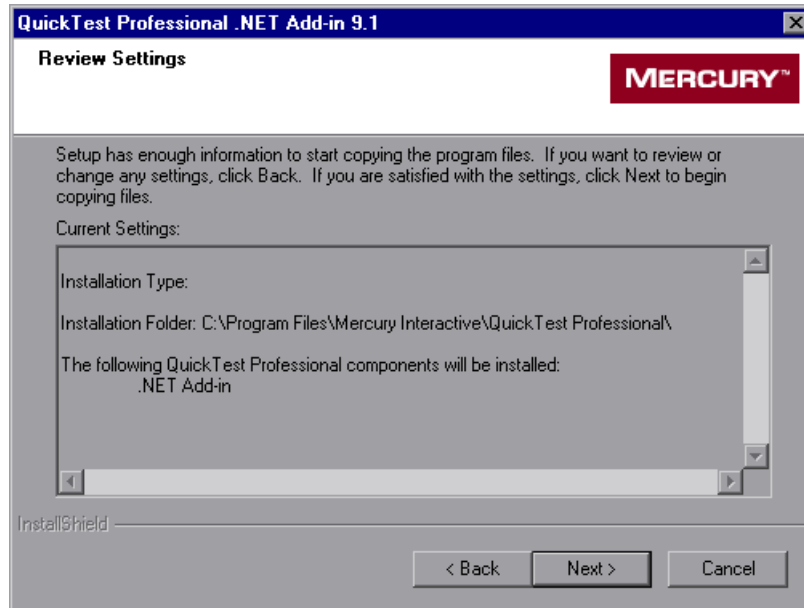 QuickTest Professional .NET Add-in 9.1
Review Settings
MERCURY™
Setup has enough information to start copying the program files. If you want to review or
change any settings, click Back. If you are satisfied with the settings, click Next to begin
copying files.
Current Settings:
Installation Type:
Installation Folder: C:\Program Files\Mercury Interactive\QuickTest Professional\
The following QuickTest Professional components will be installed:
.NET Add-in
InstallShield
< Back Next > Cancel